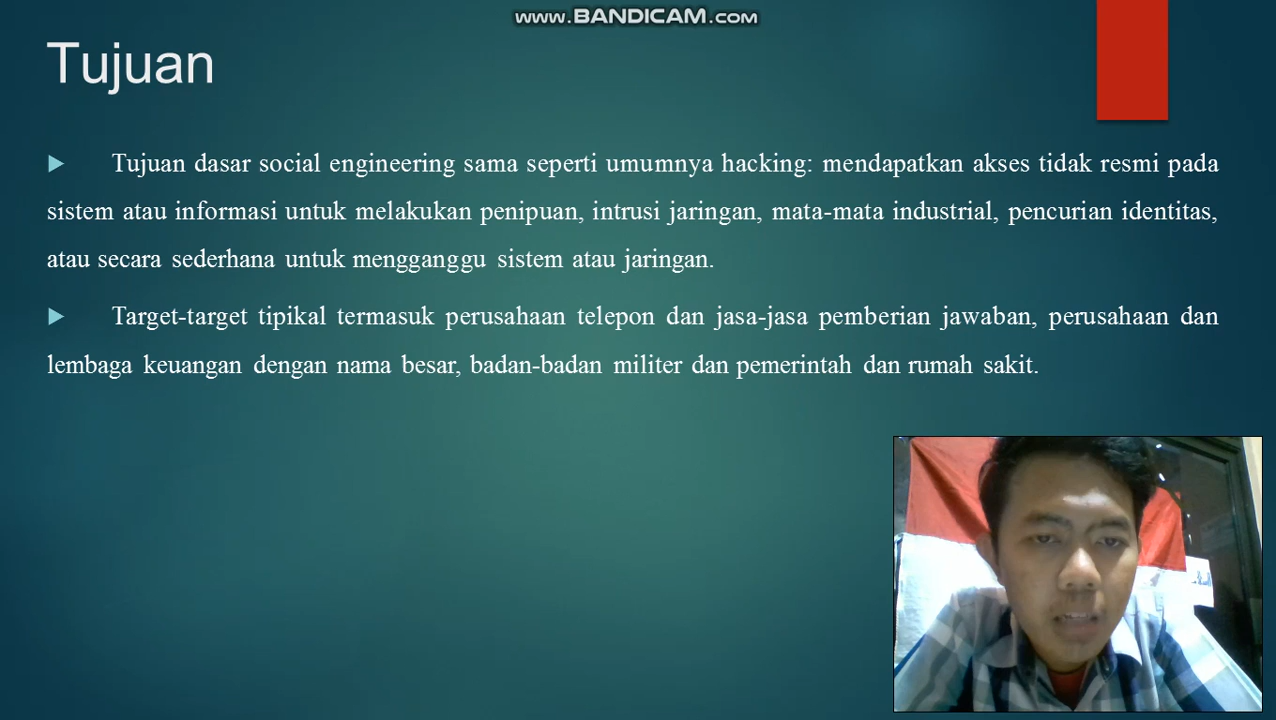 www.BANDICAM.com
Tujuan
Tujuan dasar social engineering sama seperti umumnya hacking: mendapatkan akses tidak resmi pada
sistem atau informasi untuk melakukan penipuan, intrusi jaringan, mata-mata industrial, pencurian identitas,
atau secara sederhana untuk mengganggu sistem atau jaringan.
Target-target tipikal termasuk perusahaan telepon dan jasa-jasa pemberian jawaban, perusahaan dan
lembaga keuangan dengan nama besar, badan-badan militer dan pemerintah dan rumah sakit.